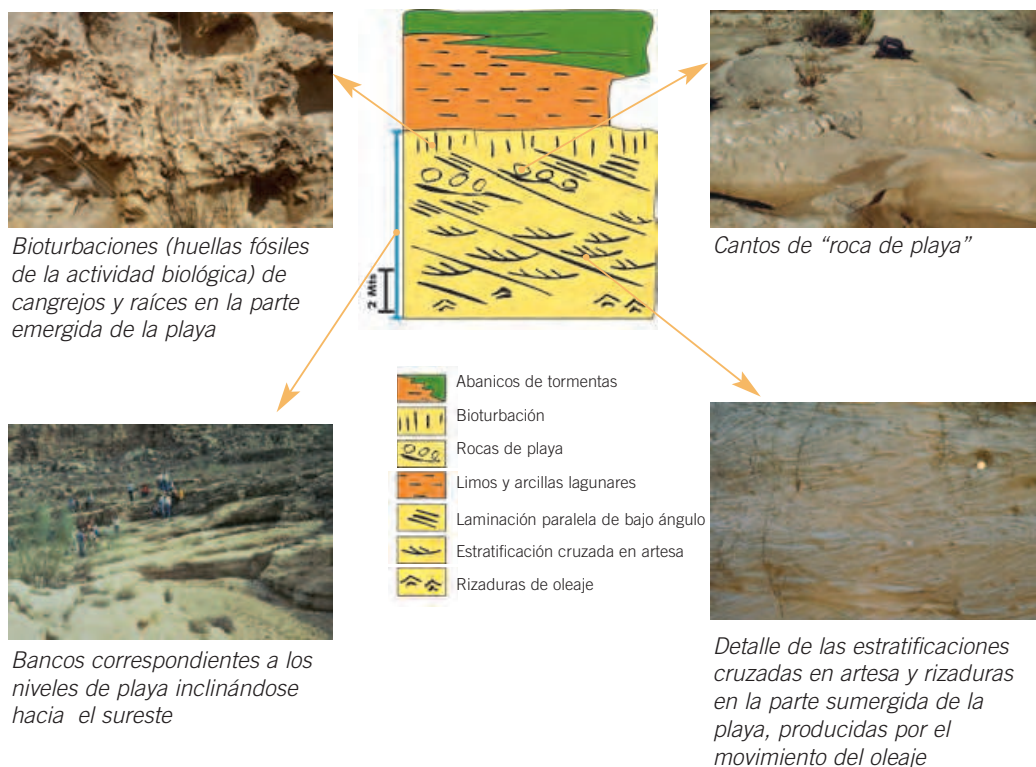 2 Mts
Bioturbaciones (huellas fósiles
de la actividad biológica) de
cangrejos y raíces en la parte
emergida de la playa
Cantos de “roca de playa”
Abanicos de tormentas
Bioturbación
Rocas de playa
Limos y arcillas lagunares
Laminación paralela de bajo ángulo
Estratificación cruzada en artesa
Rizaduras de oleaje
Bancos correspondientes a los
niveles de playa inclinándose
hacia el sureste
Detalle de las estratificaciones
cruzadas en artesa y rizaduras
en la parte sumergida de la
playa, producidas por el
movimiento del oleaje